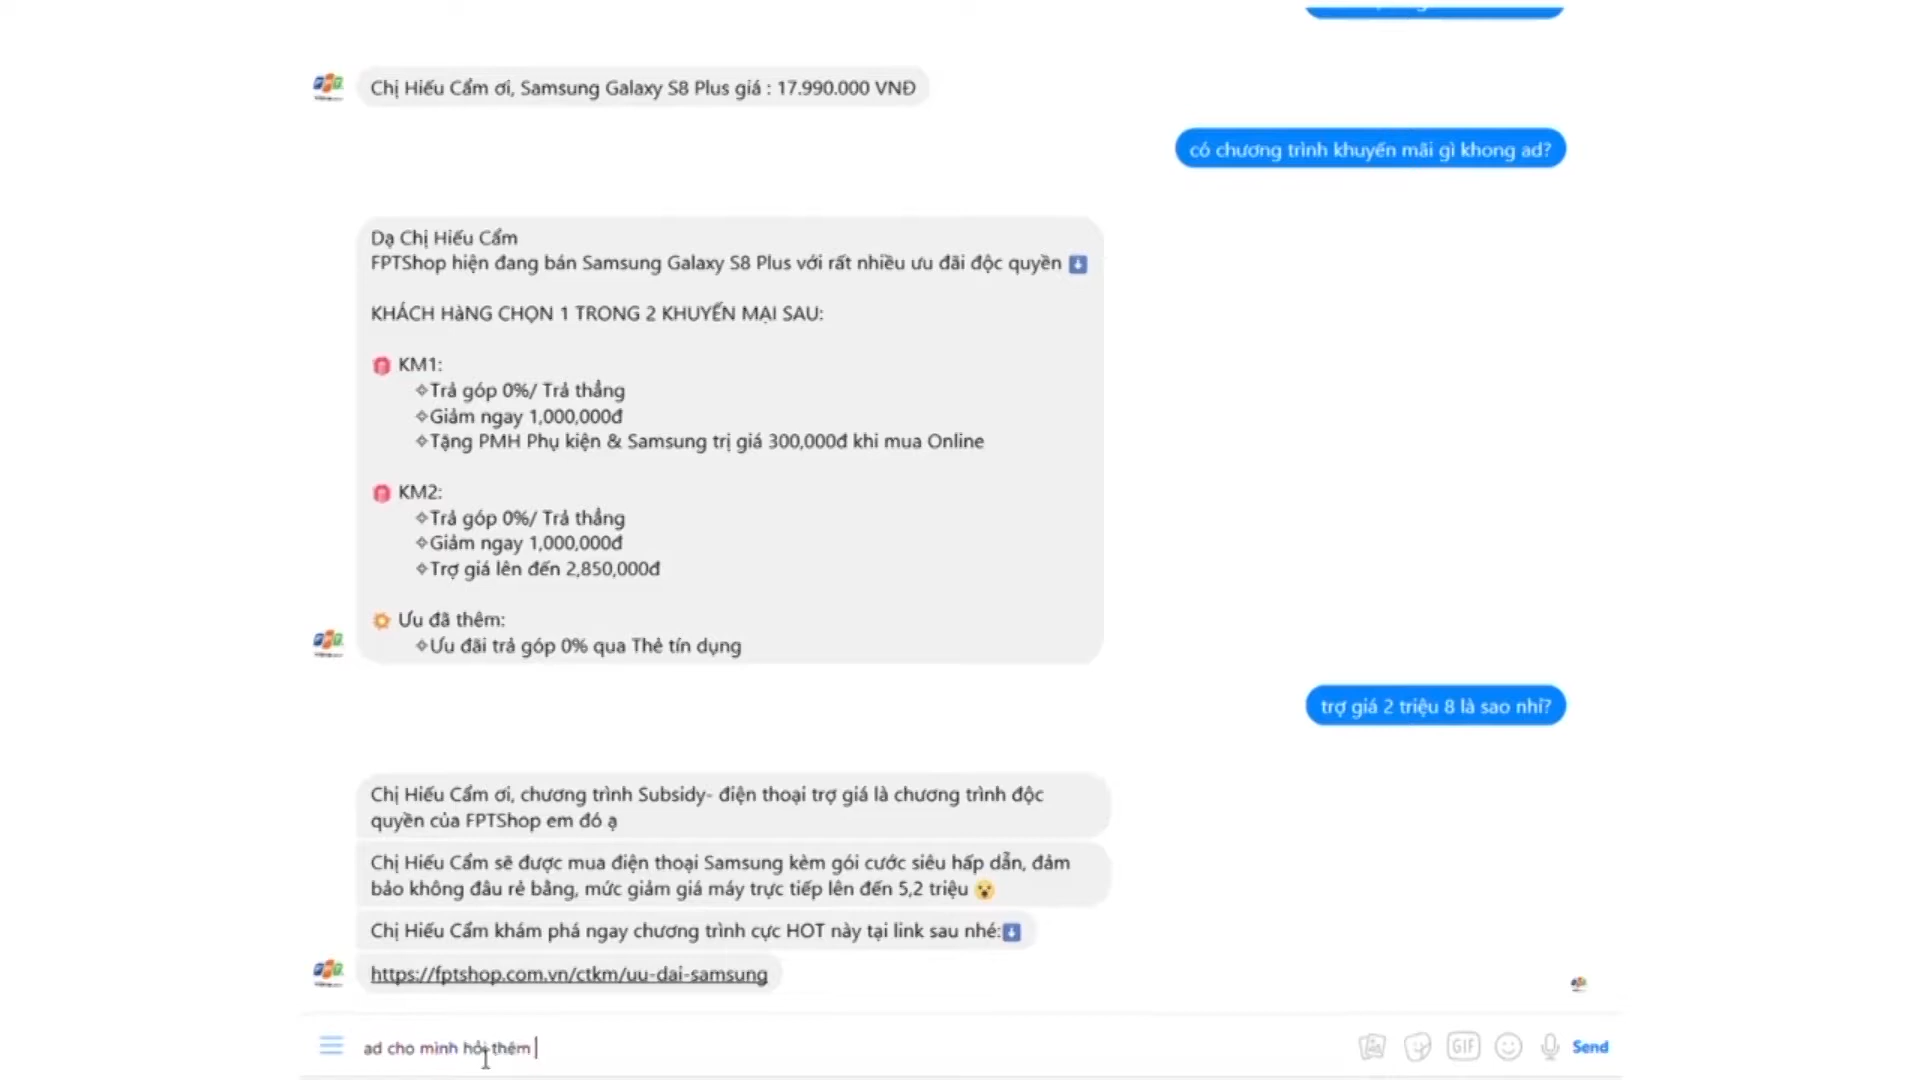 Chị Hiếu Cẩm ơi, Samsung Galaxy S8 Plus giá : 17.990.000 VNĐ
có chương trình khuyến mãi gì khong ad?
Dạ Chị Hiếu Cẩm
FPTShop hiện đang bán Samsung Galaxy S8 Plus với rất nhiều ưu đãi độc quyền ⬇
KHÁCH HàNG CHỌN 1 TRONG 2 KHUYẾN MẠI SAU:
KM1:
✧Trả góp 0%/ Trả thẳng
✧Giảm ngay 1,000,000đ
✧Tặng PMH Phụ kiện & Samsung trị giá 300,000đ khi mua Online
KM2:
✧Trả góp 0%/ Trả thẳng
✧Giảm ngay 1,000,000đ
✧Trợ giá lên đến 2,850,000đ
Ưu đã thêm:
✧Ưu đãi trả góp 0% qua Thẻ tín dụng
trợ giá 2 triệu 8 là sao nhỉ?
Chị Hiếu Cẩm ơi, chương trình Subsidy- điện thoại trợ giá là chương trình độc
quyền của FPTShop em đó ạ
Chị Hiếu Cẩm sẽ được mua điện thoại Samsung kèm gói cước siêu hấp dẫn, đảm
bảo không đâu rẻ bằng, mức giảm giá máy trực tiếp lên đến 5,2 triệu 😮
Chị Hiếu Cẩm khám phá ngay chương trình cực HOT này tại link sau nhé:⬇
https://fptshop.com.vn/ctkm/uu-dai-samsung
ad cho mình hỏi thêm
GIF
Send